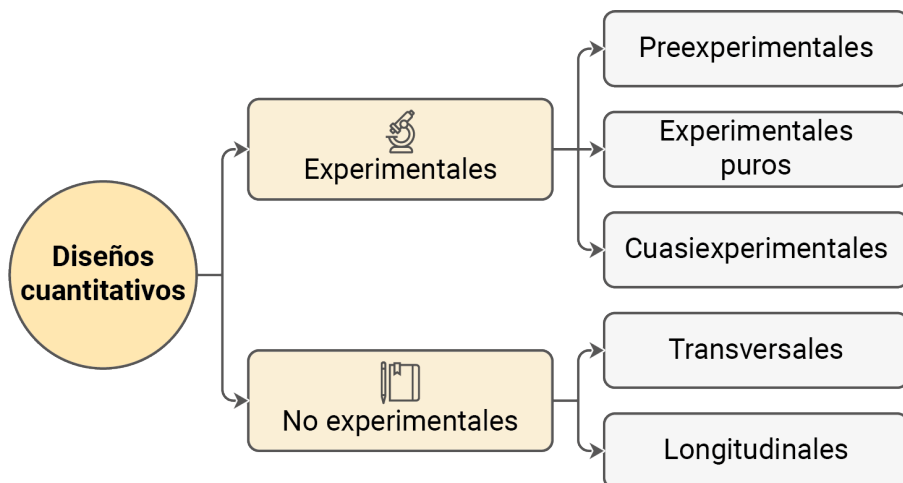 Diseños
cuantitativos
Experimentales
No experimentales
Preexperimentales
Experimentales
puros
Cuasiexperimentales
Transversales
Longitudinales